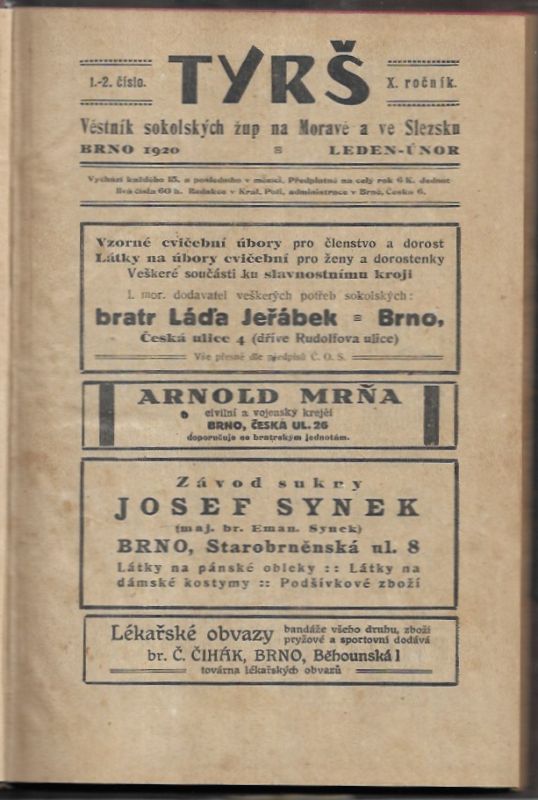 1.-2. číslo. TYRŠ X. ročník.
Věstník sokolských žup na Moravě a ve Slezsku
BRNO 1920 LEDEN-ÚNOR
Vychází každého 15. a posledního v měsíci. Předplatné na celý rok 6 K. Jednot
livá čísla 60 h. Redakce v Král. Poli, administrace v Brně, Česká 6.
Vzorné cvičební úbory pro členstvo a dorost
Látky na úbory cvičební pro ženy a dorostenky
Veškeré součásti ku slavnostnímu kroji
I. mor. dodavatel veškerých potřeb sokolských:
bratr Láďa Jeřábek = Brno,
Česká ulice 4 (dříve Rudolfova ulice)
Vše přesně dle předpisů Č. O. S.
ARNOLD MRŇA
civilní a vojenský krejčí
BRNO, ČESKÁ UL. 26
doporučuje se bratrským jednotám.
Závod sukny
JOSEF SYNEK
(maj. br. Eman. Synek)
BRNO, Starobrněnská ul. 8
Látky na pánské obleky :: Látky na
dámské kostymy :: Podšívkové zboží
Lékařské obvazy bandáže všeho druhu, zboží
pryžové a sportovní dodává
br. Č. ČIHÁK, BRNO, Běhounská 1
továrna lékařských obvazů